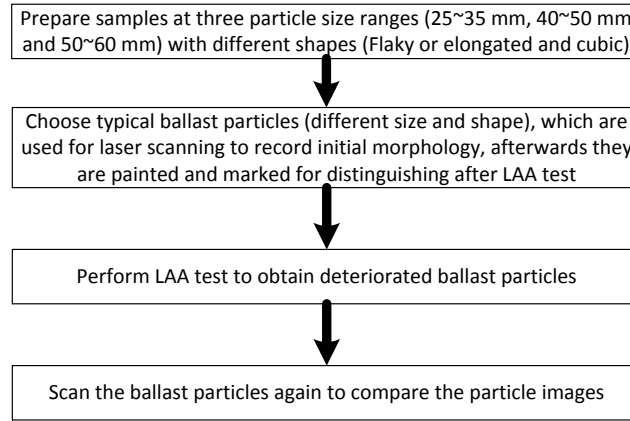 Prepare samples at three particle size ranges (25~35 mm, 40~50 mm
and 50~60 mm) with different shapes (Flaky or elongated and cubic)
Choose typical ballast particles (different size and shape), which are
used for laser scanning to record initial morphology, afterwards they
are painted and marked for distinguishing after LAA test
Perform LAA test to obtain deteriorated ballast particles
Scan the ballast particles again to compare the particle images